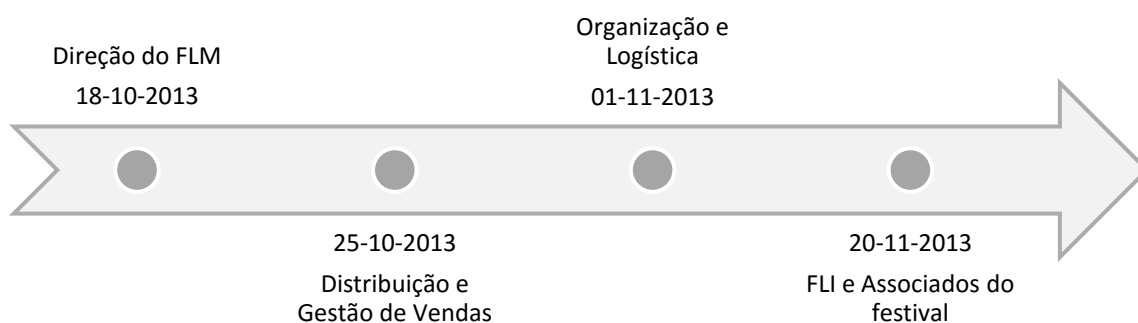 Direção do FLM
18-10-2013
25-10-2013
Distribuição e
Gestão de Vendas
Organização e
Logística
01-11-2013
20-11-2013
FLI e Associados do
festival